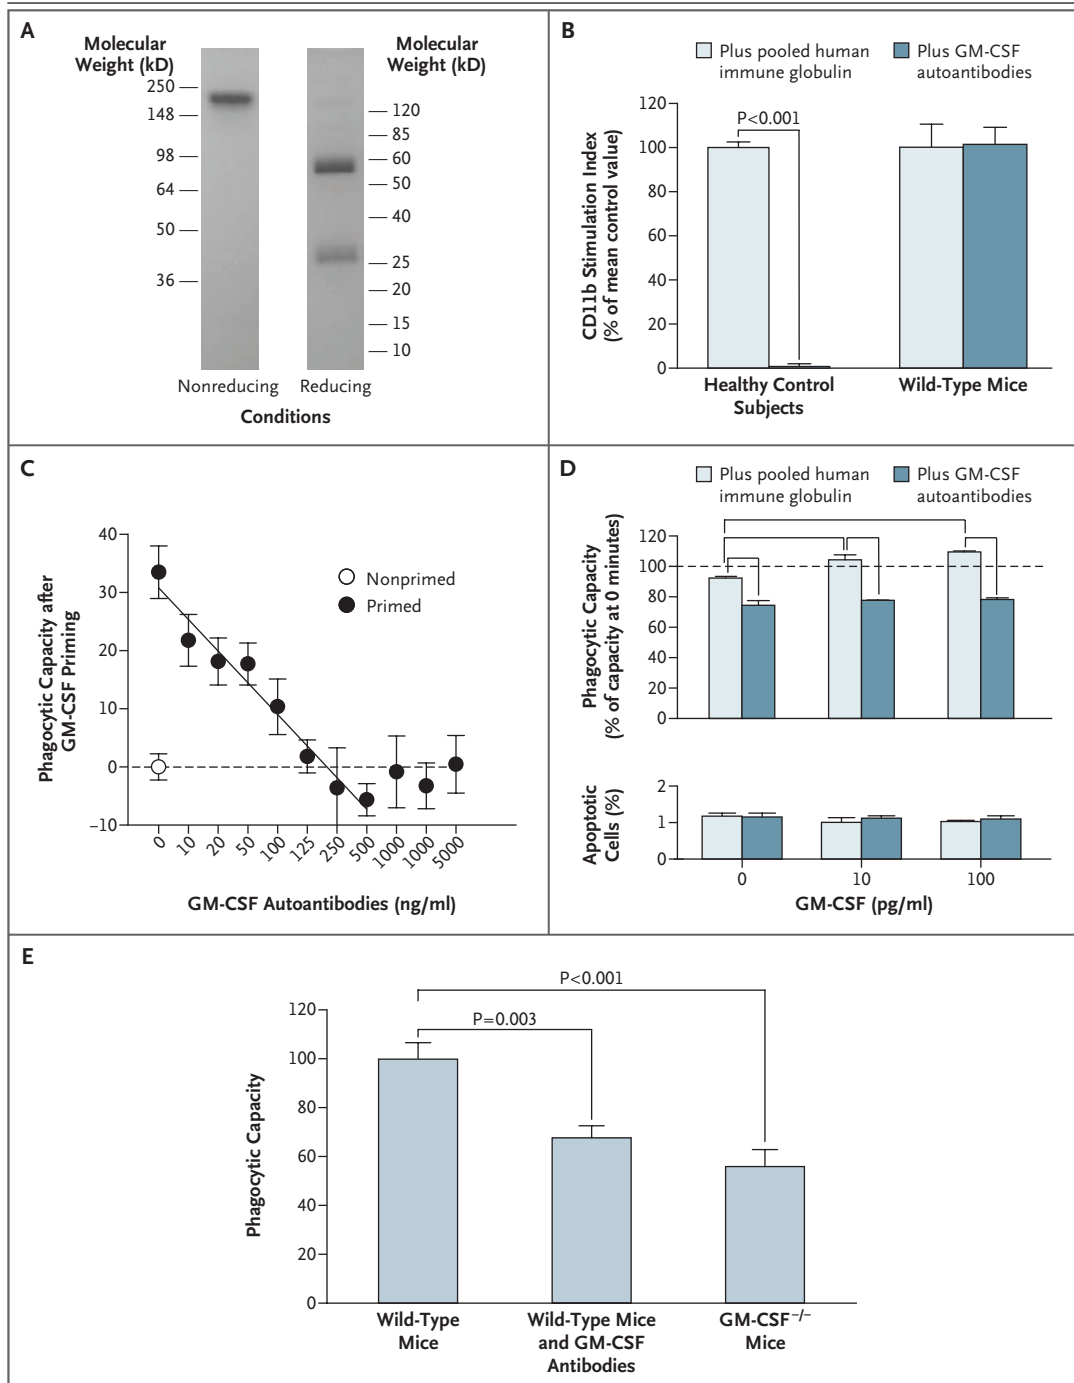 A
Molecular
Weight (kD)
250
148
98
64
50
36
Molecular
Weight (kD)
120
85
60
50
40
25
20
15
10
Nonreducing
Reducing
Conditions
B
Plus pooled human
immune globulin
Plus GM-CSF
autoantibodies
CD11b Stimulation Index
(% of mean control value)
120
100
80
60
40
20
0
P<0.001
Healthy Control
Subjects
Wild-Type Mice
C
Phagocytic Capacity after
GM-CSF Priming
40
30
20
10
0
−10
Nonprimed
Primed
0
10
20
50
100
125
250
500
1000
1000
5000
GM-CSF Autoantibodies (ng/ml)
D
Plus pooled human
immune globulin
Plus GM-CSF
autoantibodies
Phagocytic Capacity
(% of capacity at 0 minutes)
120
100
80
60
40
20
0
Apoptotic
Cells (%)
2
1
0
0
10
100
GM-CSF (pg/ml)
E
Phagocytic Capacity
120
100
80
60
40
20
0
P<0.001
P=0.003
Wild-Type
Mice
Wild-Type Mice
and GM-CSF
Antibodies
GM-CSF−/−
Mice